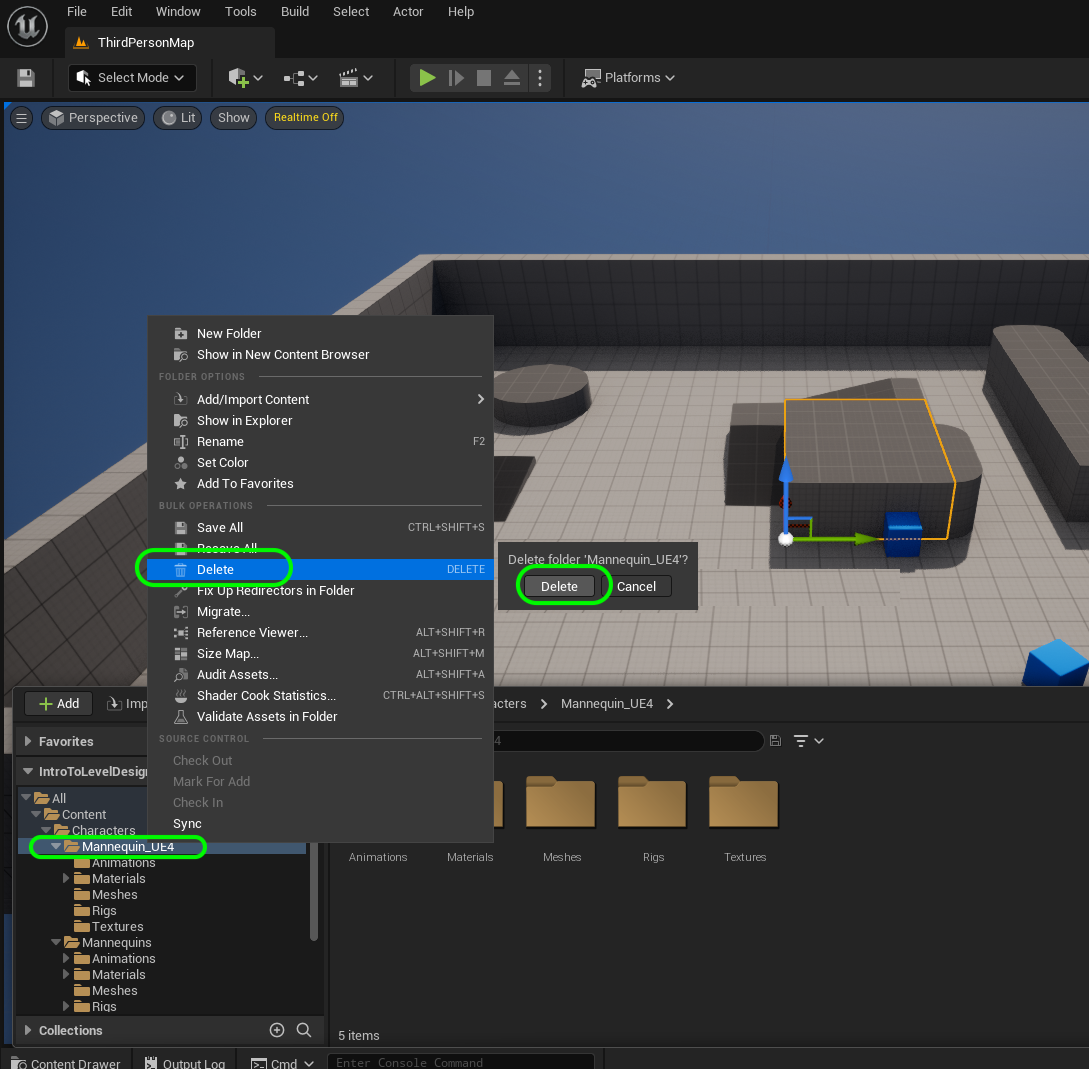 File Edit Window Tools Build Select Actor Help
ThirdPersonMap
Select Mode Platforms
Perspective Lit Show Realtime Off
New Folder
Show in New Content Browser
FOLDER OPTIONS
Add/Import Content
Show in Explorer
Rename F2
Set Color
Add To Favorites
BULK OPERATIONS
Save All CTRL+SHIFT+S
Resave All
Delete DELETE
Fix Up Redirectors in Folder
Migrate...
Reference Viewer... ALT+SHIFT+R
Size Map... ALT+SHIFT+M
Audit Assets... ALT+SHIFT+A
Shader Cook Statistics... CTRL+ALT+SHIFT+S
Validate Assets in Folder
SOURCE CONTROL
Check Out
Mark For Add
Check In
Sync
Delete folder 'Mannequin_UE4'?
Delete Cancel
Add Imp acters Mannequin_UE4
4
Favorites
IntroToLevelDesig
All
Content
Characters
Mannequin_UE4
Animations
Materials
Meshes
Rigs
Textures
Mannequins
Animations
Materials
Meshes
Rigs
Collections
Animations Materials Meshes Rigs Textures
5 items
Content Drawer Output Log Cmd Enter Console Command